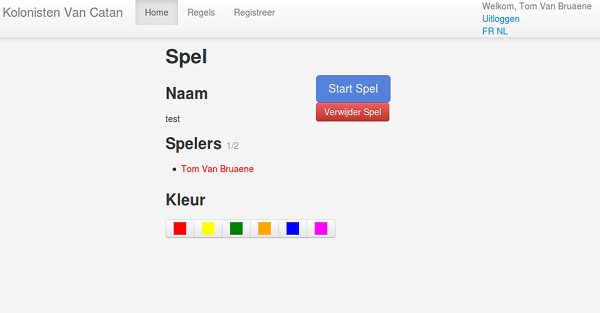 Kolonisten Van Catan
Home
Regels
Registreer
Welkom, Tom Van Bruaene
Uitloggen
FR NL
Spel
Naam
test
Start Spel
Verwijder Spel
Spelers 1/2
Tom Van Bruaene
Kleur